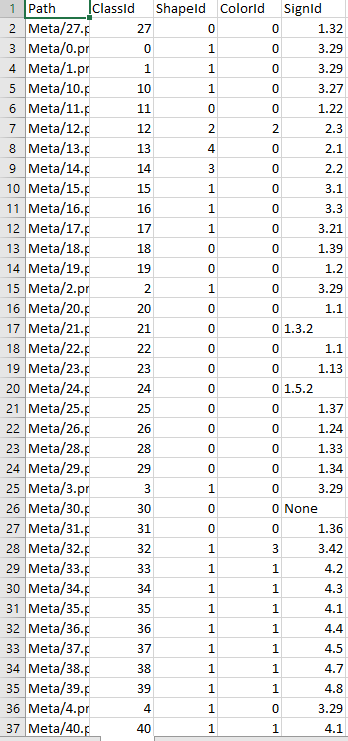 1 Path ClassId ShapeId ColorId SignId
2 Meta/27.p 27 0 0 1.32
3 Meta/0.pr 0 1 0 3.29
4 Meta/1.pr 1 1 0 3.29
5 Meta/10.p 10 1 0 3.27
6 Meta/11.p 11 0 0 1.22
7 Meta/12.p 12 2 2 2.3
8 Meta/13.p 13 4 0 2.1
9 Meta/14.p 14 3 0 2.2
10 Meta/15.p 15 1 0 3.1
11 Meta/16.p 16 1 0 3.3
12 Meta/17.p 17 1 0 3.21
13 Meta/18.p 18 0 0 1.39
14 Meta/19.p 19 0 0 1.2
15 Meta/2.pr 2 1 0 3.29
16 Meta/20.p 20 0 0 1.1
17 Meta/21.p 21 0 0 1.3.2
18 Meta/22.p 22 0 0 1.1
19 Meta/23.p 23 0 0 1.13
20 Meta/24.p 24 0 0 1.5.2
21 Meta/25.p 25 0 0 1.37
22 Meta/26.p 26 0 0 1.24
23 Meta/28.p 28 0 0 1.33
24 Meta/29.p 29 0 0 1.34
25 Meta/3.pr 3 1 0 3.29
26 Meta/30.p 30 0 0 None
27 Meta/31.p 31 0 0 1.36
28 Meta/32.p 32 1 3 3.42
29 Meta/33.p 33 1 1 4.2
30 Meta/34.p 34 1 1 4.3
31 Meta/35.p 35 1 1 4.1
32 Meta/36.p 36 1 1 4.4
33 Meta/37.p 37 1 1 4.5
34 Meta/38.p 38 1 1 4.7
35 Meta/39.p 39 1 1 4.8
36 Meta/4.pr 4 1 0 3.29
37 Meta/40.p 40 1 1 4.1